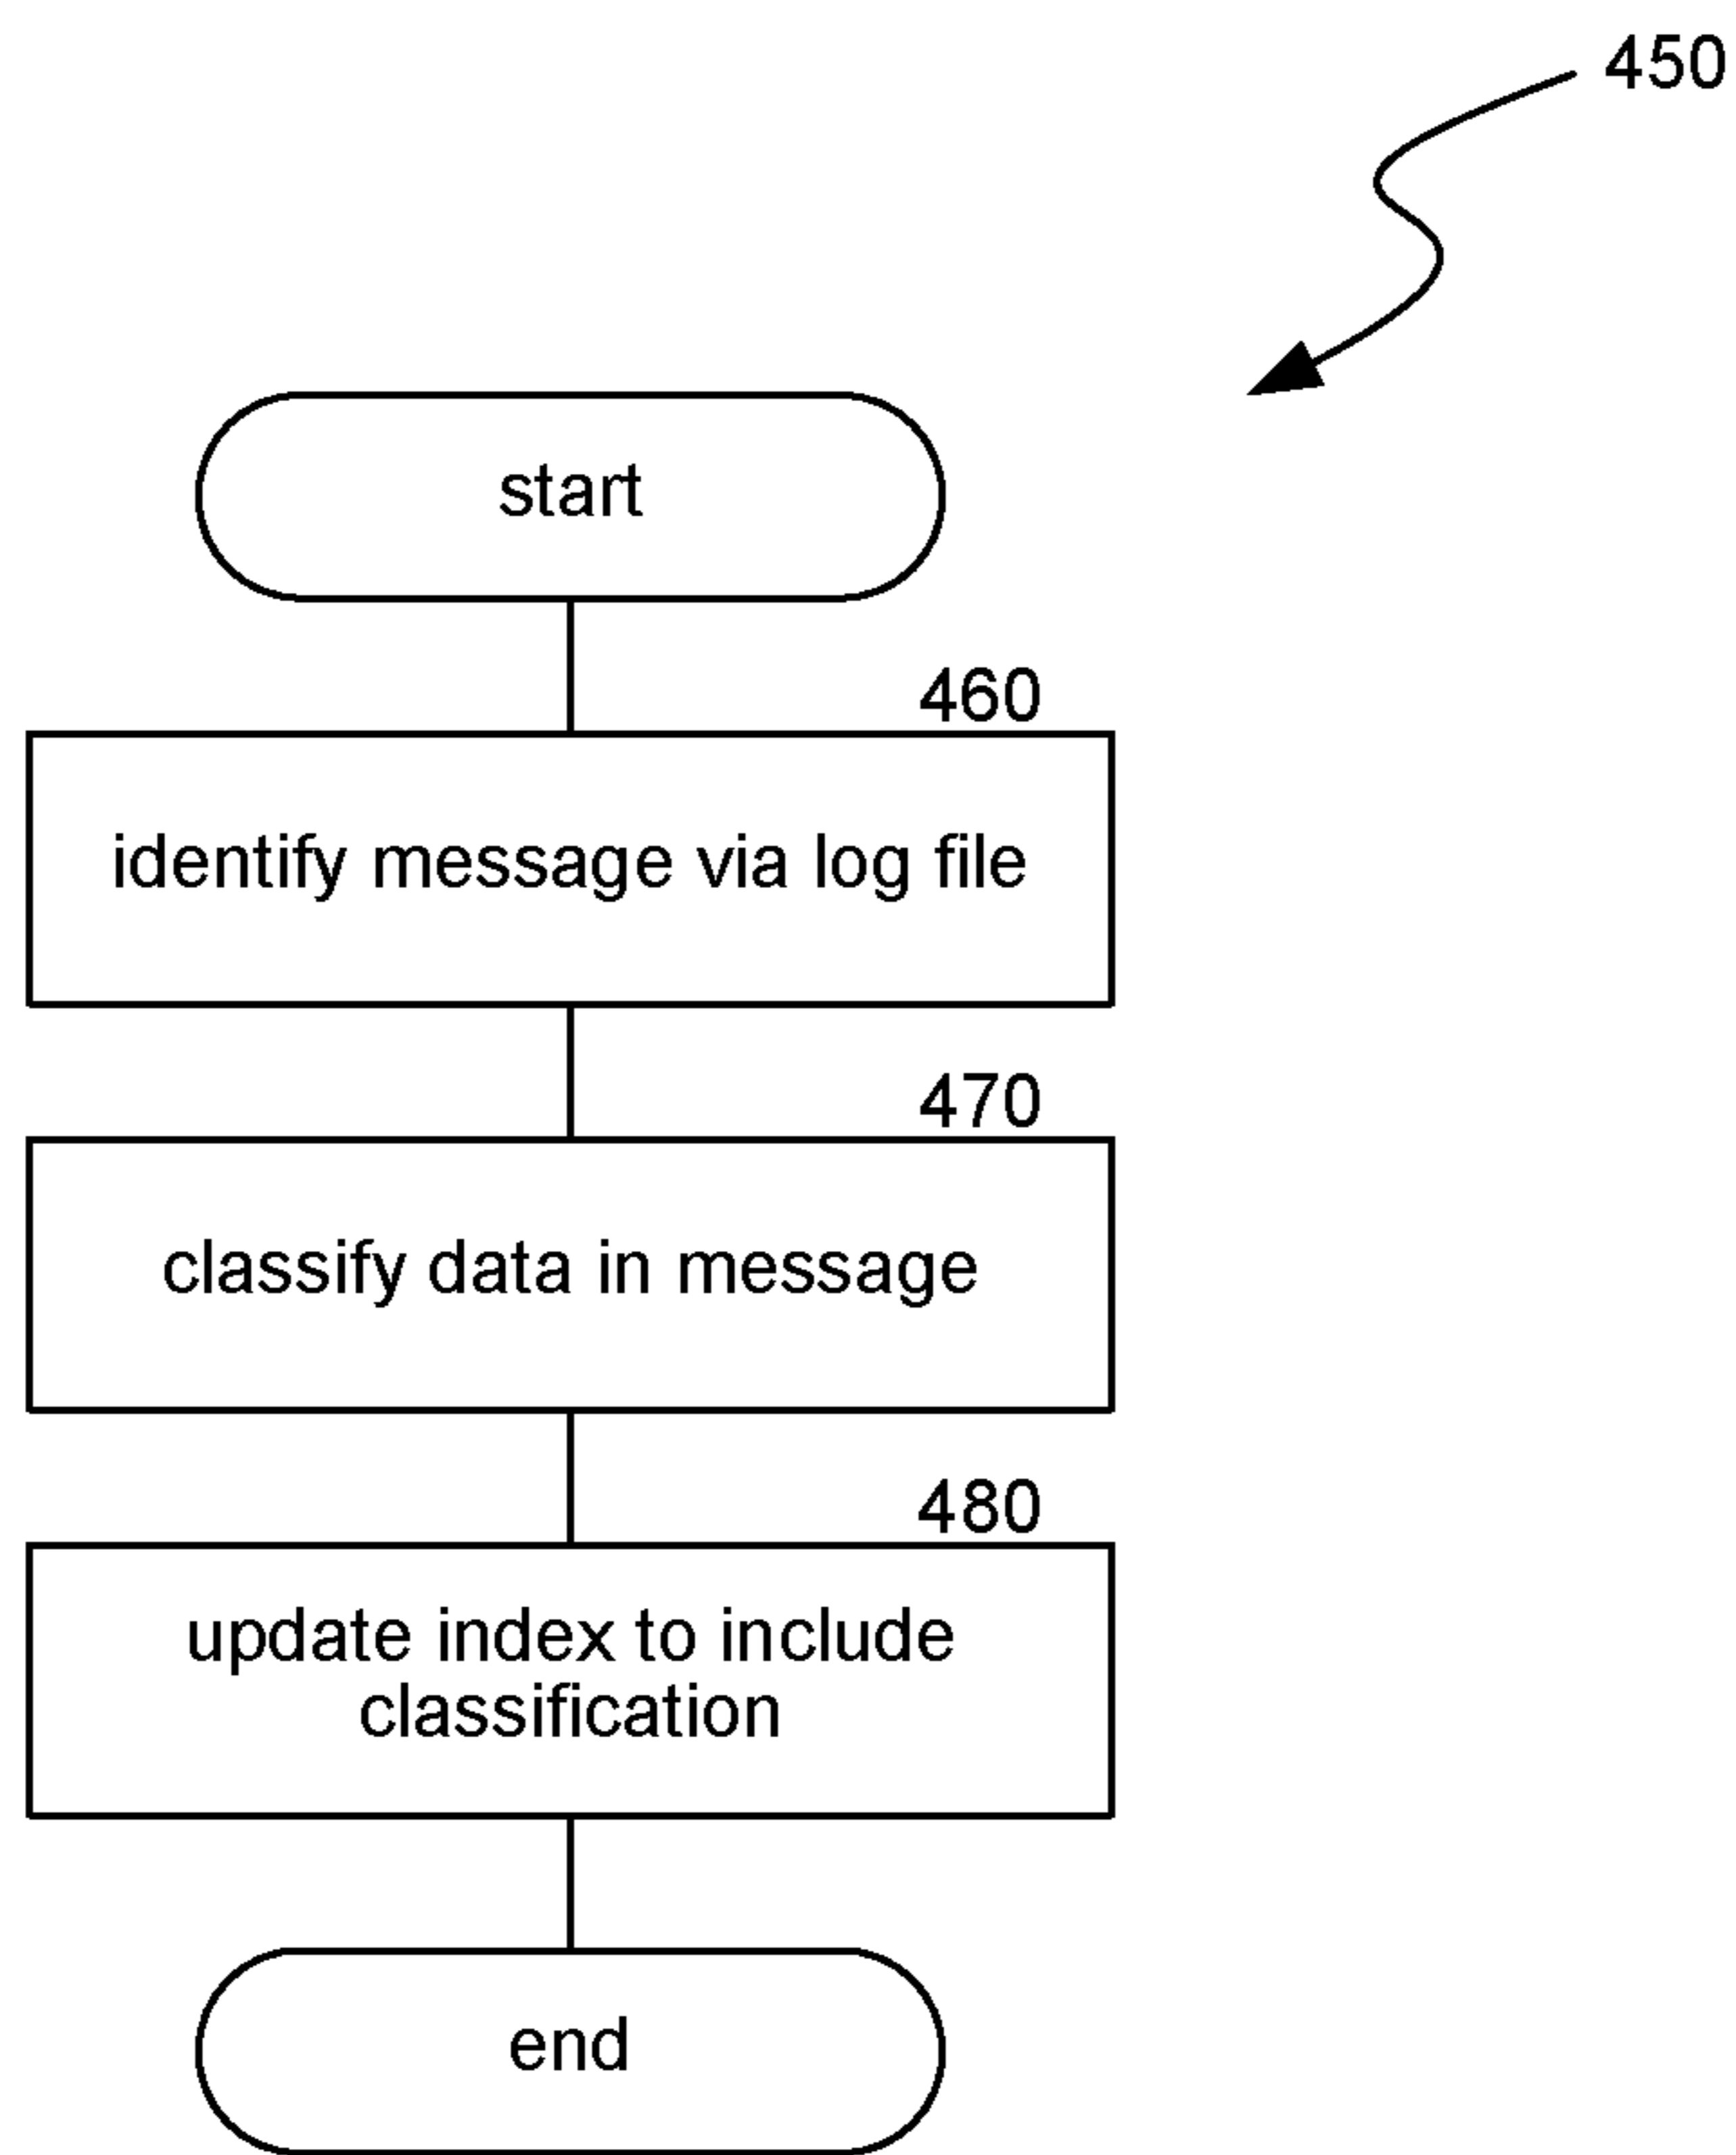 450
start
460
identify message via log file
470
classify data in message
480
update index to include
classification
end